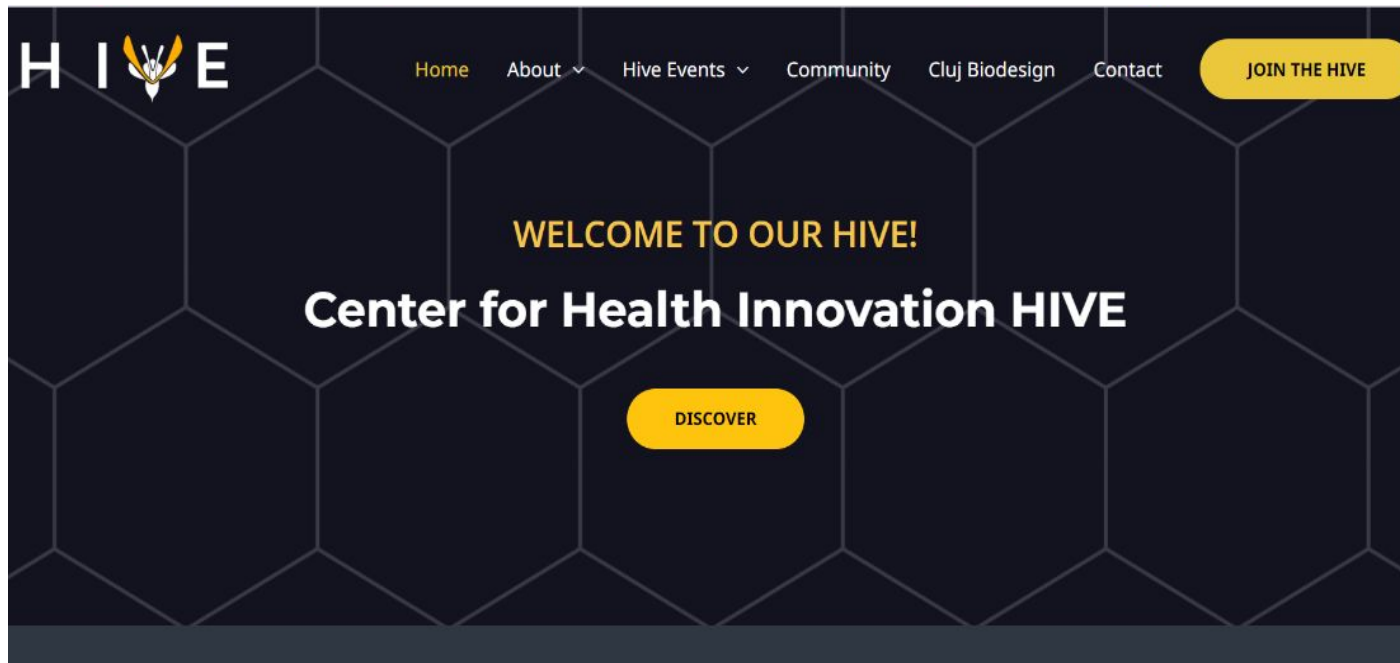 HIVE
Home About Hive Events Community Cluj Biodesign Contact JOIN THE HIVE
WELCOME TO OUR HIVE!
Center for Health Innovation HIVE
DISCOVER